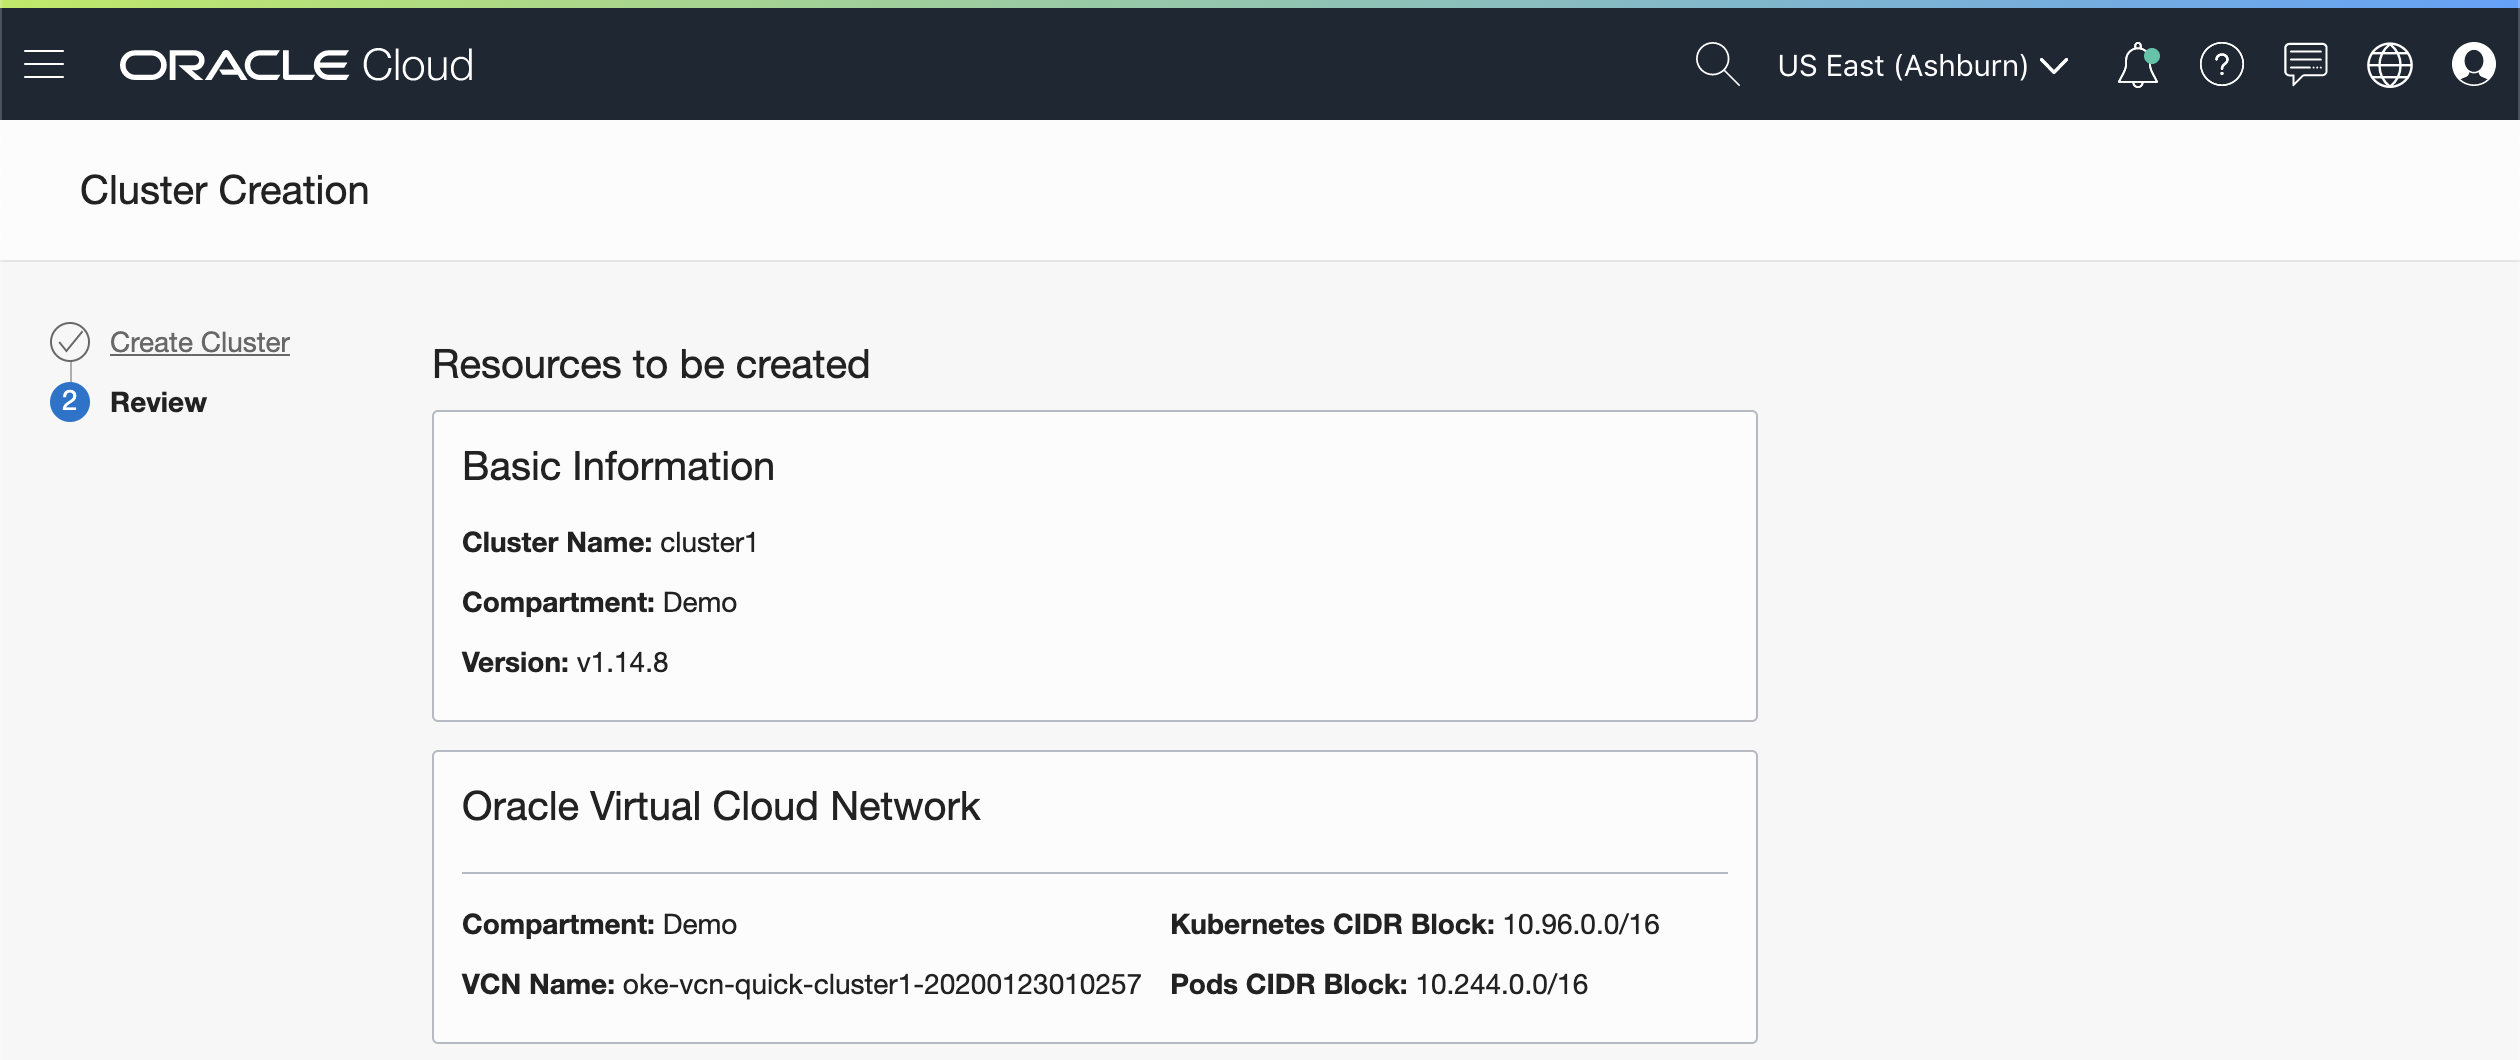 ORACLE Cloud
US East (Ashburn)
?
Cluster Creation
Create Cluster
2 Review
Resources to be created
Basic Information
Cluster Name: cluster1
Compartment: Demo
Version: v1.14.8
Oracle Virtual Cloud Network
Compartment: Demo
VCN Name: oke-vcn-quick-cluster1-20200123010257
Kubernetes CIDR Block: 10.96.0.0/16
Pods CIDR Block: 10.244.0.0/16